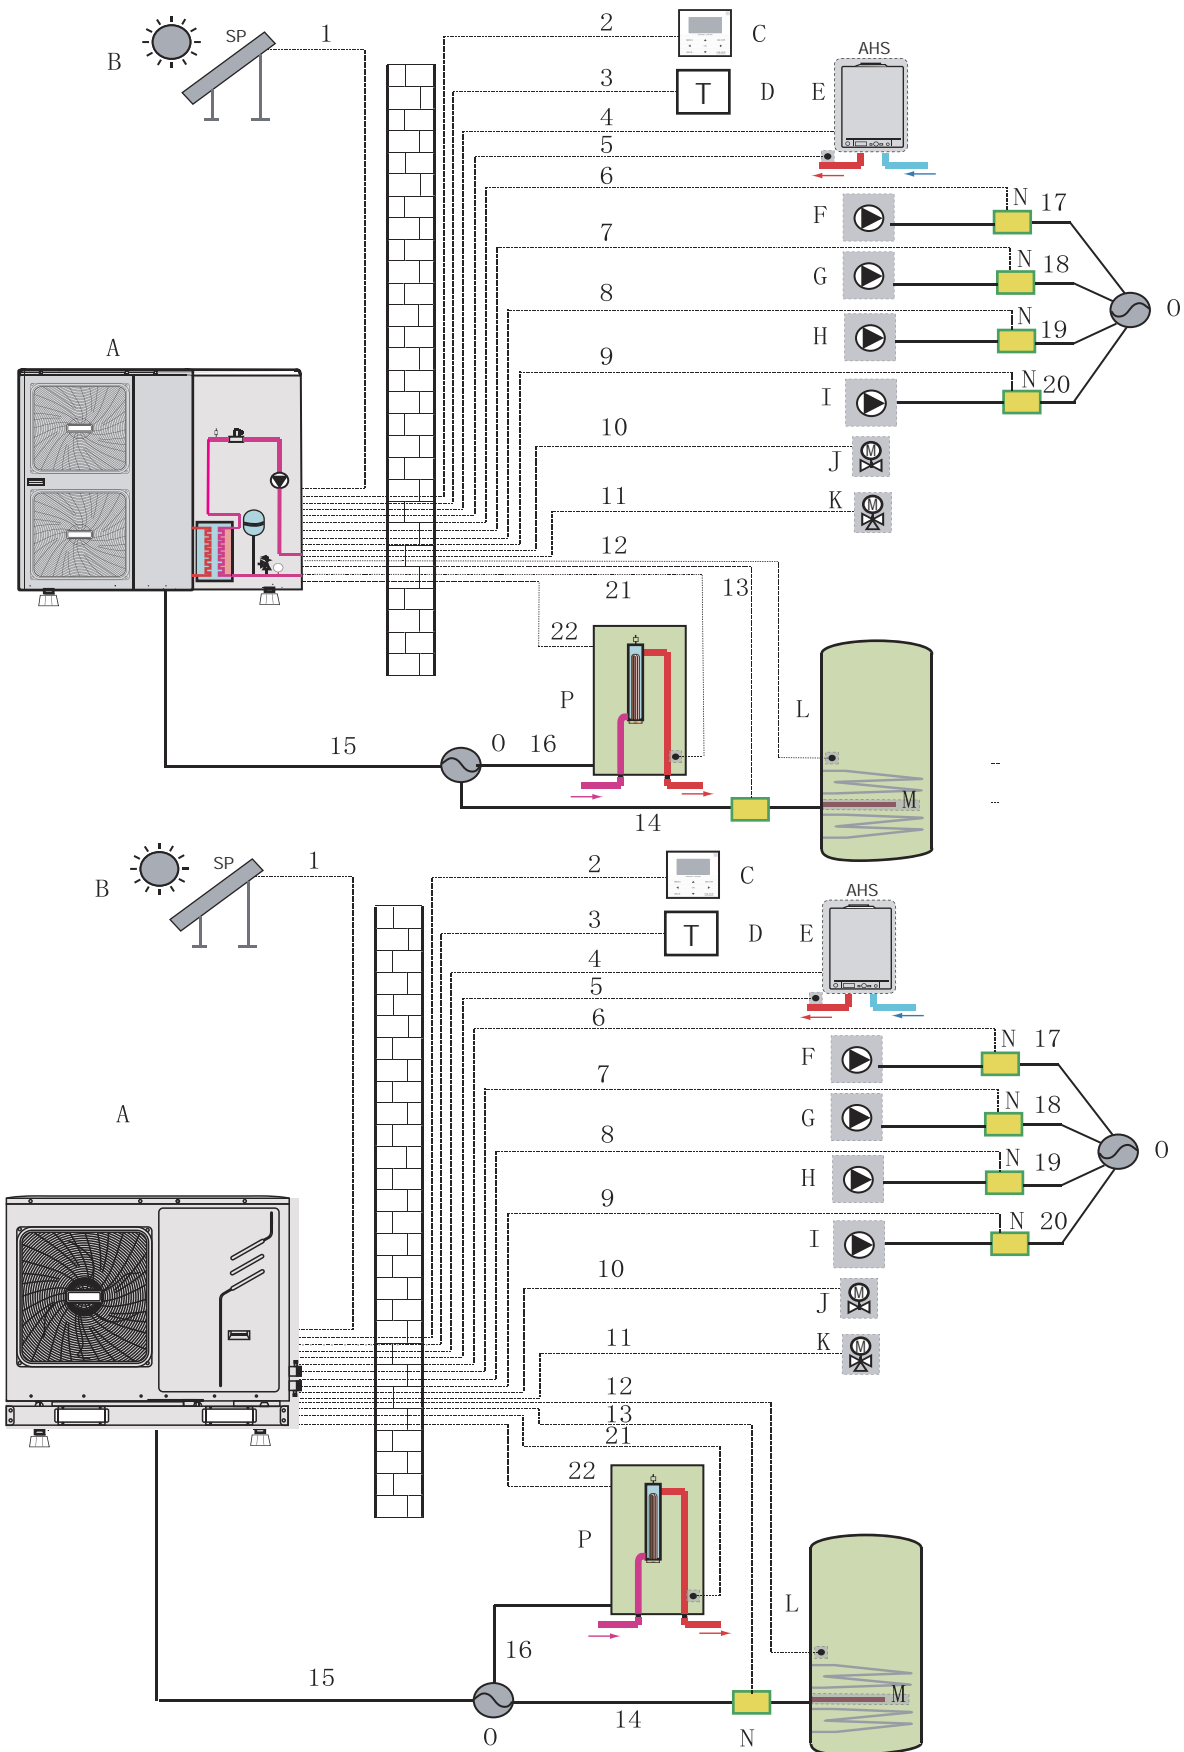 SP 1
B
2 C
3 T D
AHS
E
4
5
6 N 17
F
7 N 18
G
8 N 19
H
O
9 N 20
I
A
10 M
J
11 M
K
12
21 13
22
P
L
15 O 16
M
14
SP 1
B
2 C
3 T D
AHS
E
4
5
6 N 17
F
7 N 18
G
8 N 19
H
O
9 N 20
I
A
10 M
J
11 M
K
12
13
21
22
P
L
16
15
M
14
O N